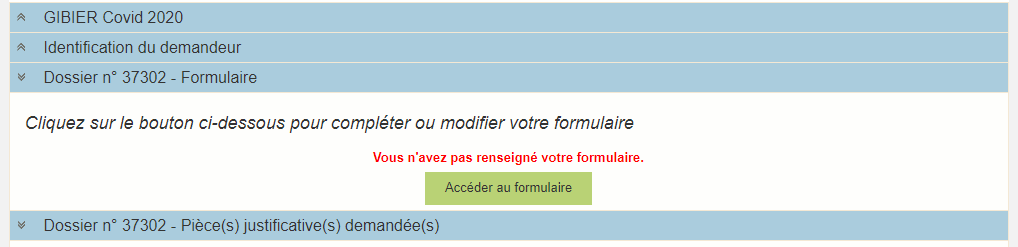 GIBIER Covid 2020
Identification du demandeur
Dossier n° 37302 - Formulaire
Cliquez sur le bouton ci-dessous pour compléter ou modifier votre formulaire
Vous n'avez pas renseigné votre formulaire.
Accéder au formulaire
Dossier n° 37302 - Pièce(s) justificative(s) demandée(s)